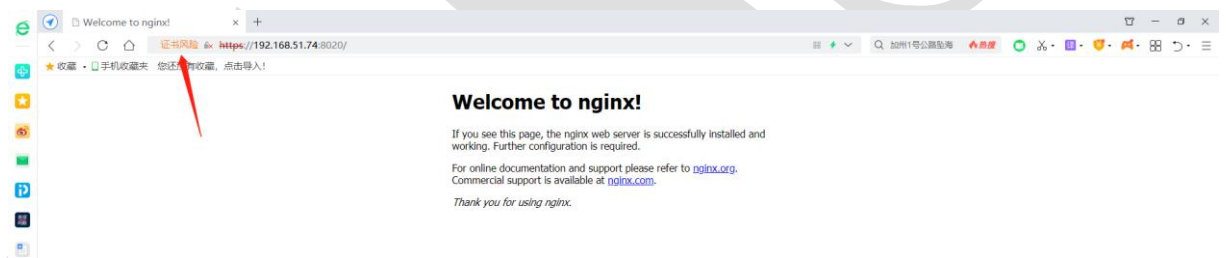 Welcome to nginx! × +
证书风险 https://192.168.51.74:8020/
加州1号公路坠海 热搜
收藏 手机收藏夹 您还没有收藏，点击导入!
Welcome to nginx!
If you see this page, the nginx web server is successfully installed and
working. Further configuration is required.
For online documentation and support please refer to nginx.org.
Commercial support is available at nginx.com.
Thank you for using nginx.